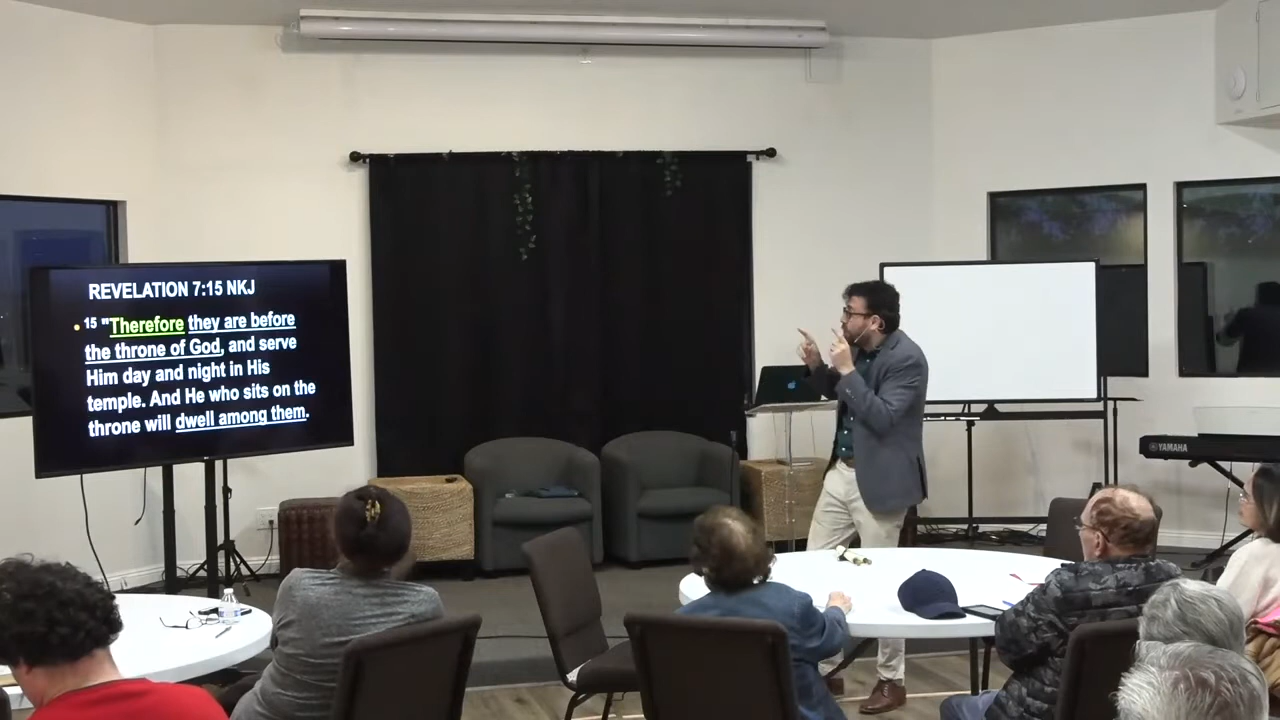 REVELATION 7:15 NKJ
• 15 "Therefore they are before
the throne of God, and serve
Him day and night in His
temple. And He who sits on the
throne will dwell among them.
YAMAHA